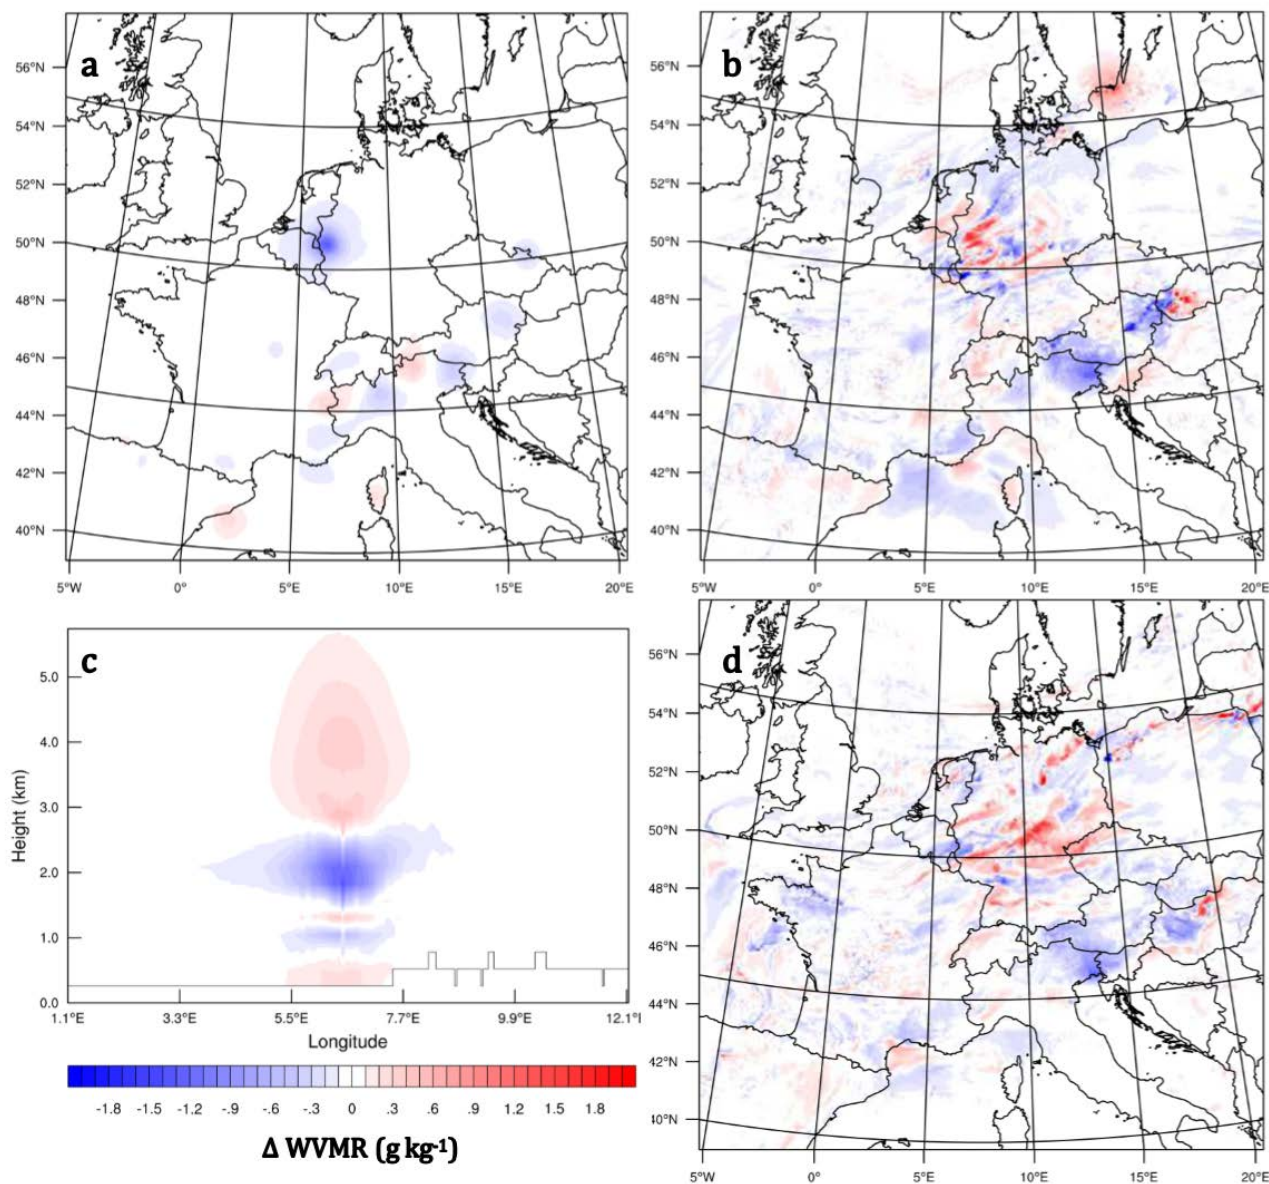 a
56°N
54°N
52°N
50°N
48°N
46°N
44°N
42°N
40°N
5°W 0° 5°E 10°E 15°E 20°E
b
56°N
54°N
52°N
50°N
48°N
46°N
44°N
42°N
40°N
5°W 0° 5°E 10°E 15°E 20°E
c
Height (km)
5.0
4.0
3.0
2.0
1.0
0.0
1.1°E 3.3°E 5.5°E 7.7°E 9.9°E 12.1°
Longitude
-1.8 -1.5 -1.2 -.9 -.6 -.3 0 .3 .6 .9 1.2 1.5 1.8
Δ WVMR (g kg-1)
d
56°N
54°N
52°N
50°N
48°N
46°N
44°N
42°N
40°N
5°W 0° 5°E 10°E 15°E 20°E